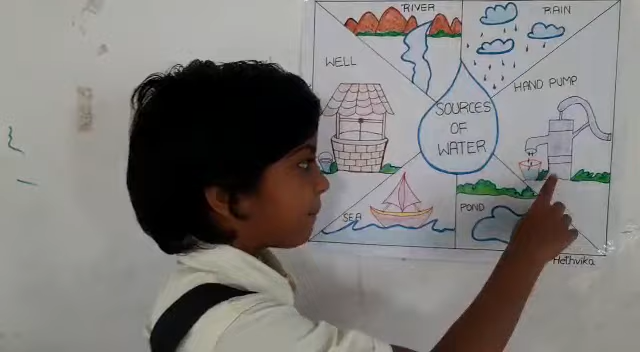 RIVER
RAIN
WELL
HAND PUMP
SOURCES
OF
WATER
SEA
POND
Hethvika